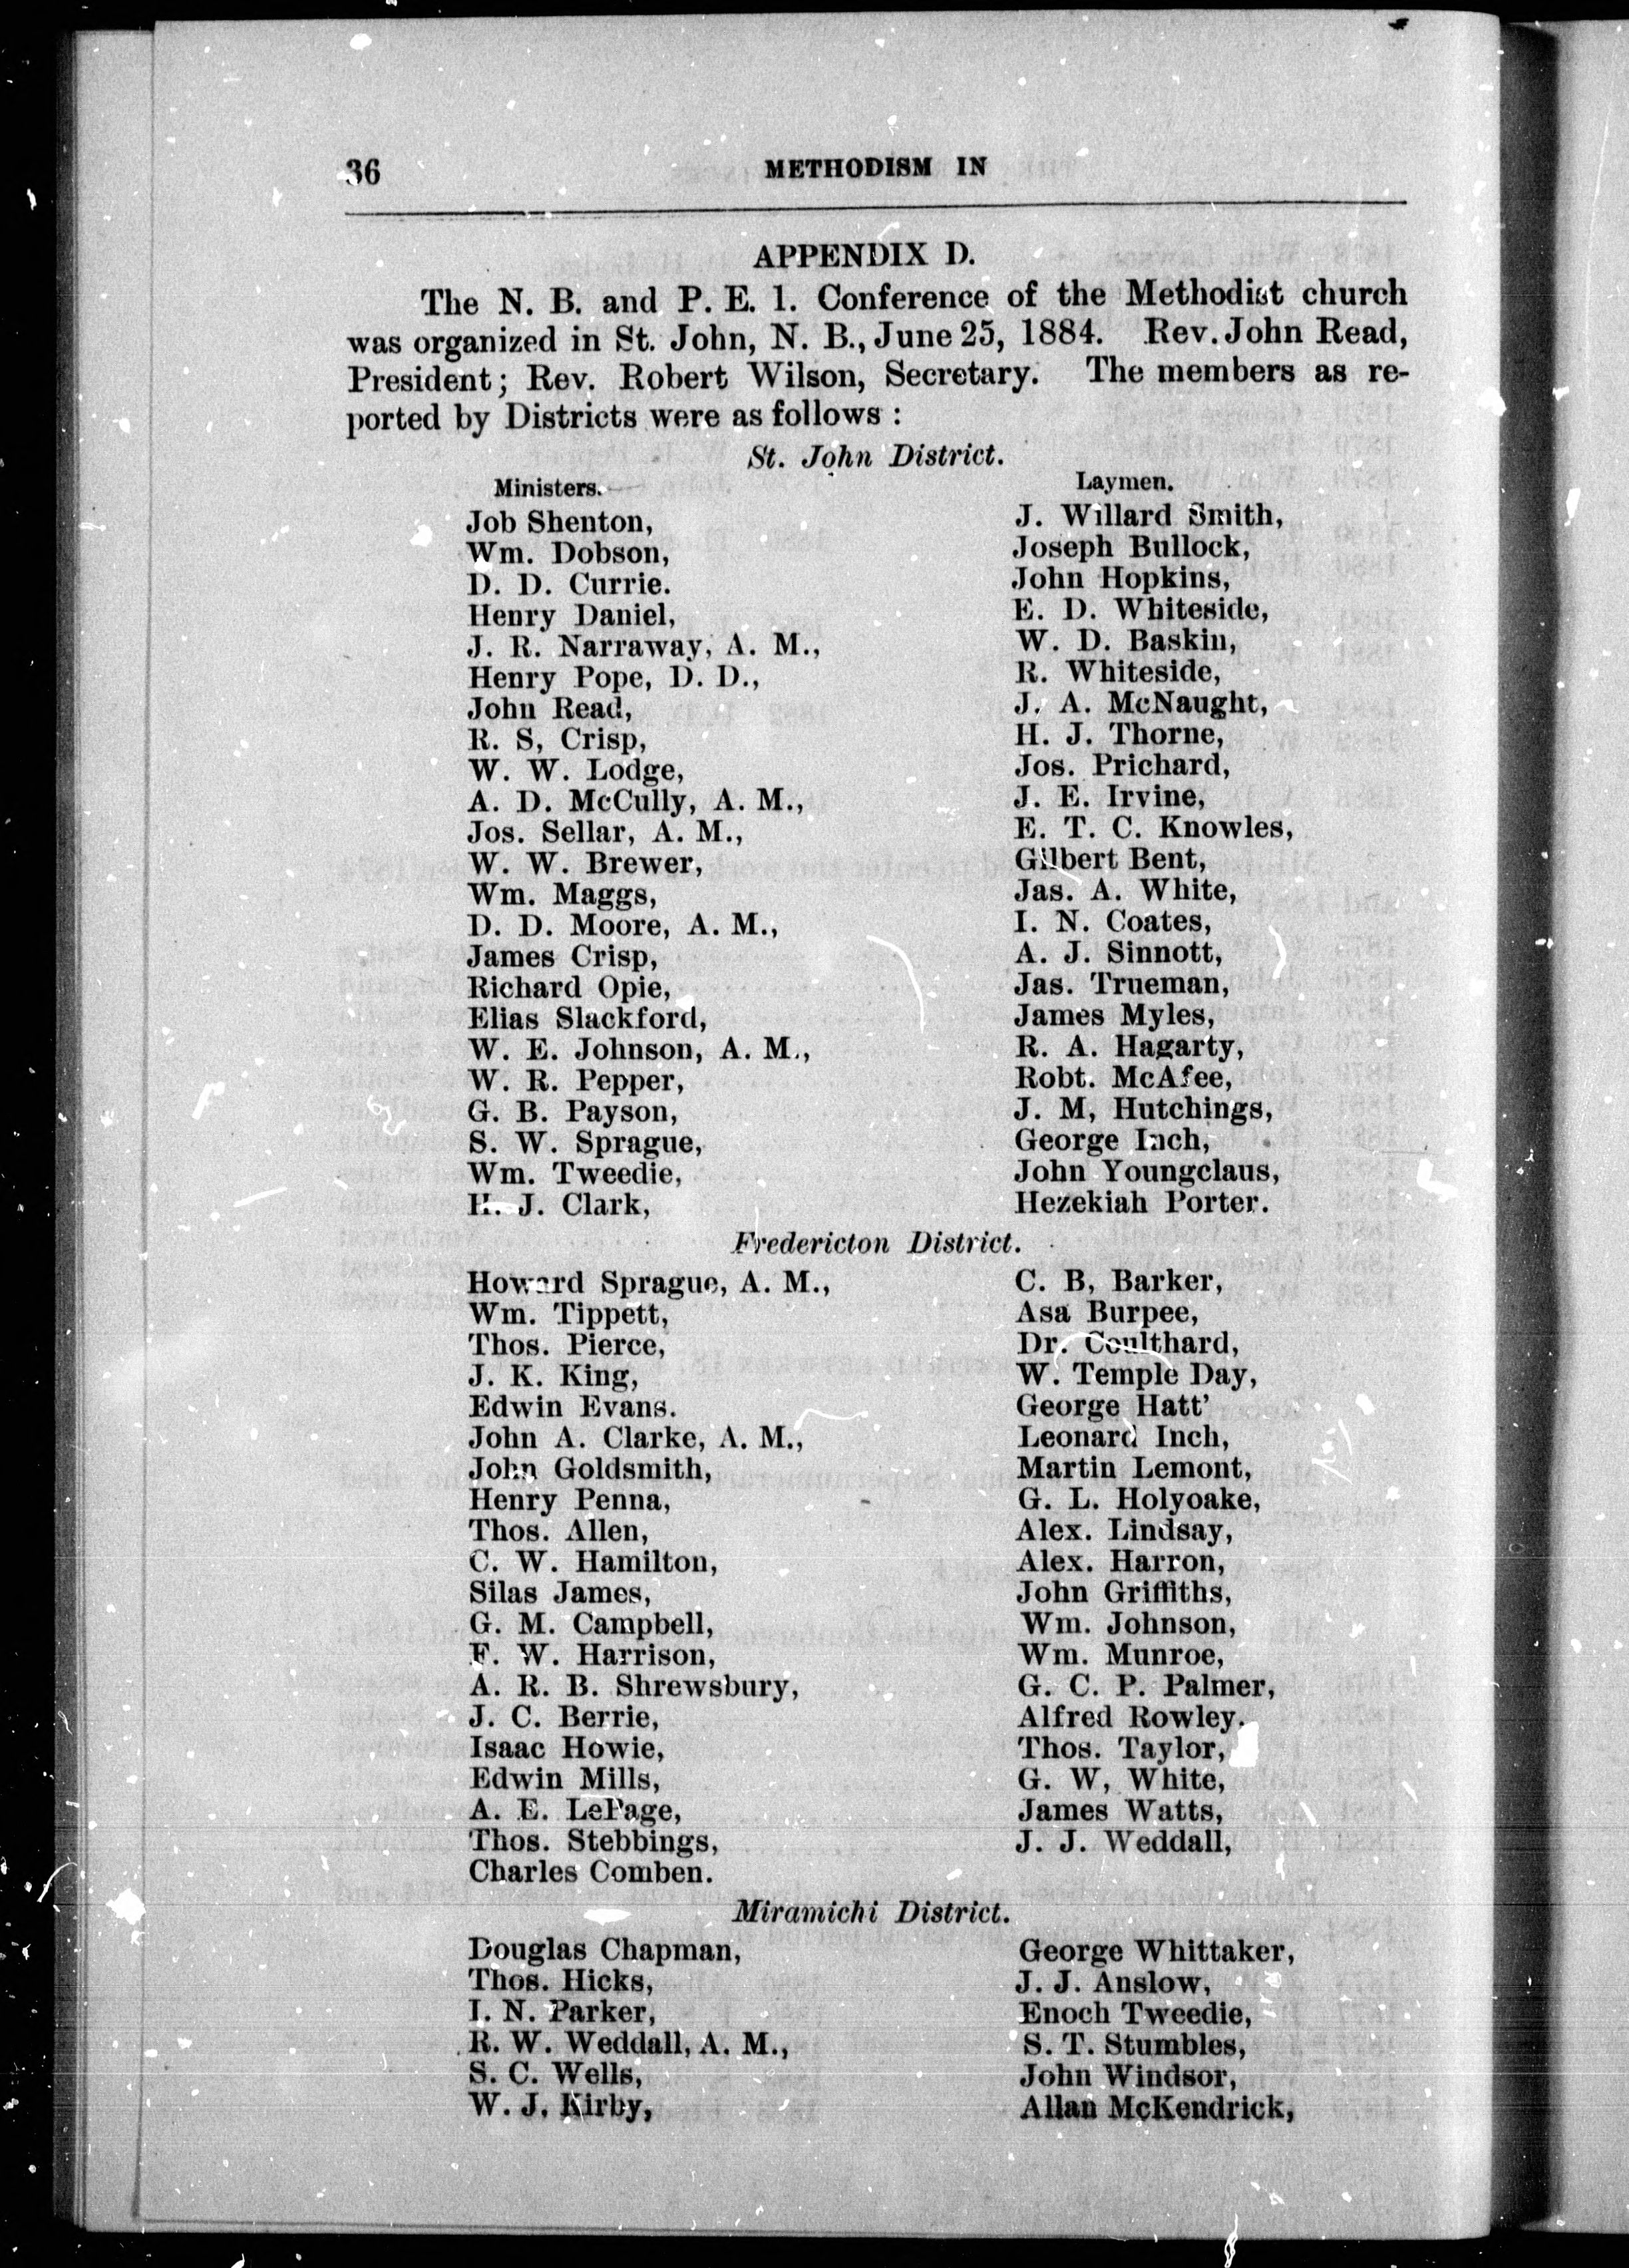 36 METHODISM IN
APPENDIX D.
The N. B. and P. E. 1. Conference of the Methodist church
was organized in St. John, N. B., June 25, 1884. Rev. John Read,
President; Rev. Robert Wilson, Secretary. The members as re-
ported by Districts were as follows :
St. John District.
Ministers. Laymen.
Job Shenton, J. Willard Smith,
Wm. Dobson, Joseph Bullock,
D. D. Currie. John Hopkins,
Henry Daniel, E. D. Whiteside,
J. R. Narraway, A. M., W. D. Baskin,
Henry Pope, D. D., R. Whiteside,
John Read, J. A. McNaught,
R. S, Crisp, H. J. Thorne,
W. W. Lodge, Jos. Prichard,
A. D. McCully, A. M., J. E. Irvine,
Jos. Sellar, A. M., E. T. C. Knowles,
W. W. Brewer, Gilbert Bent,
Wm. Maggs, Jas. A. White,
D. D. Moore, A. M., I. N. Coates,
James Crisp, A. J. Sinnott,
Richard Opie, Jas. Trueman,
Elias Slackford, James Myles,
W. E. Johnson, A. M., R. A. Hagarty,
W. R. Pepper, Robt. McAfee,
G. B. Payson, J. M, Hutchings,
S. W. Sprague, George Inch,
Wm. Tweedie, John Youngclaus,
H. J. Clark, Hezekiah Porter.
Fredericton District.
Howard Sprague, A. M., C. B, Barker,
Wm. Tippett, Asa Burpee,
Thos. Pierce, Dr. Coulthard,
J. K. King, W. Temple Day,
Edwin Evans. George Hatt'
John A. Clarke, A. M., Leonard Inch,
John Goldsmith, Martin Lemont,
Henry Penna, G. L. Holyoake,
Thos. Allen, Alex. Lindsay,
C. W. Hamilton, Alex. Harron,
Silas James, John Griffiths,
G. M. Campbell, Wm. Johnson,
F. W. Harrison, Wm. Munroe,
A. R. B. Shrewsbury, G. C. P. Palmer,
J. C. Berrie, Alfred Rowley.
Isaac Howie, Thos. Taylor,
Edwin Mills, G. W, White,
A. E. LePage, James Watts,
Thos. Stebbings, J. J. Weddall,
Charles Comben.
Miramichi District.
Douglas Chapman, George Whittaker,
Thos. Hicks, J. J. Anslow,
I. N. Parker, Enoch Tweedie,
R. W. Weddall, A. M., S. T. Stumbles,
S. C. Wells, John Windsor,
W. J. Kirby, Allan McKendrick,